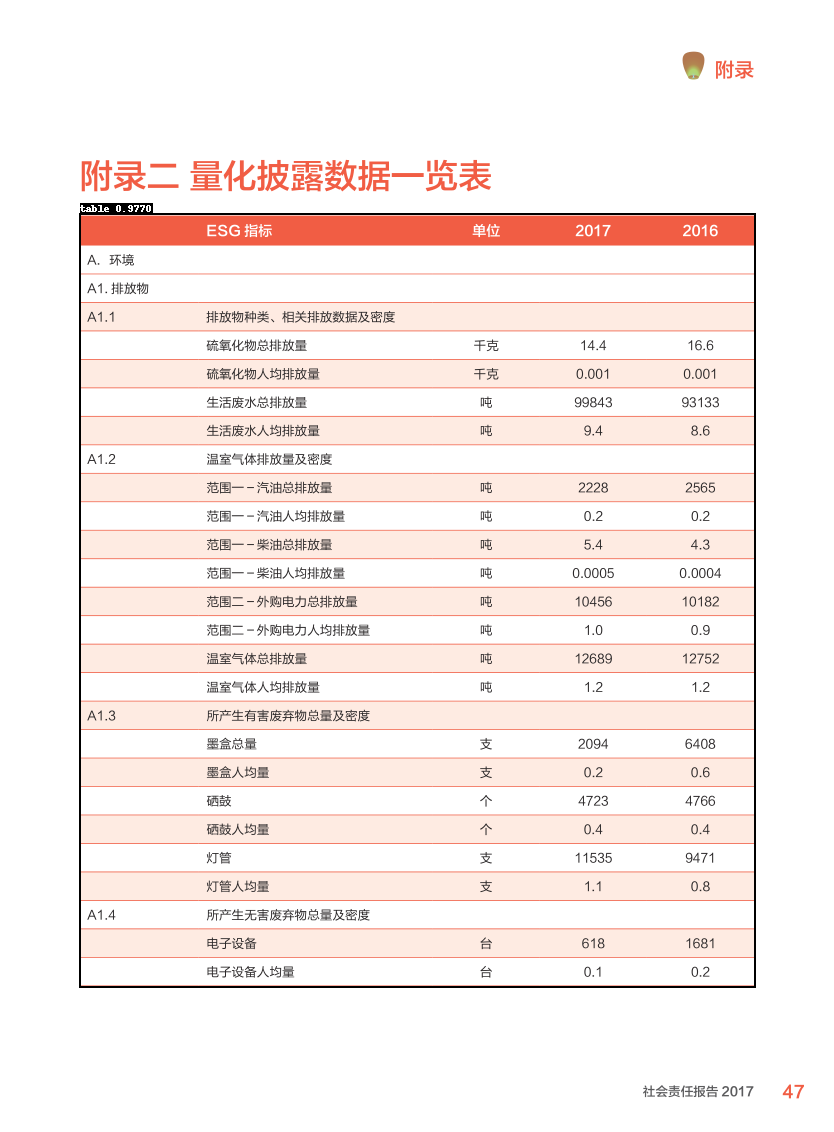 附录
附录二 量化披露数据一览表
table 0.9770
ESG 指标 单位 2017 2016
A. 环境
A1. 排放物
A1.1 排放物种类、相关排放数据及密度
硫氧化物总排放量 千克 14.4 16.6
硫氧化物人均排放量 千克 0.001 0.001
生活废水总排放量 吨 99843 93133
生活废水人均排放量 吨 9.4 8.6
A1.2 温室气体排放量及密度
范围一 – 汽油总排放量 吨 2228 2565
范围一 – 汽油人均排放量 吨 0.2 0.2
范围一 – 柴油总排放量 吨 5.4 4.3
范围一 – 柴油人均排放量 吨 0.0005 0.0004
范围二 – 外购电力总排放量 吨 10456 10182
范围二 – 外购电力人均排放量 吨 1.0 0.9
温室气体总排放量 吨 12689 12752
温室气体人均排放量 吨 1.2 1.2
A1.3 所产生有害废弃物总量及密度
墨盒总量 支 2094 6408
墨盒人均量 支 0.2 0.6
硒鼓 个 4723 4766
硒鼓人均量 个 0.4 0.4
灯管 支 11535 9471
灯管人均量 支 1.1 0.8
A1.4 所产生无害废弃物总量及密度
电子设备 台 618 1681
电子设备人均量 台 0.1 0.2
社会责任报告 2017 47